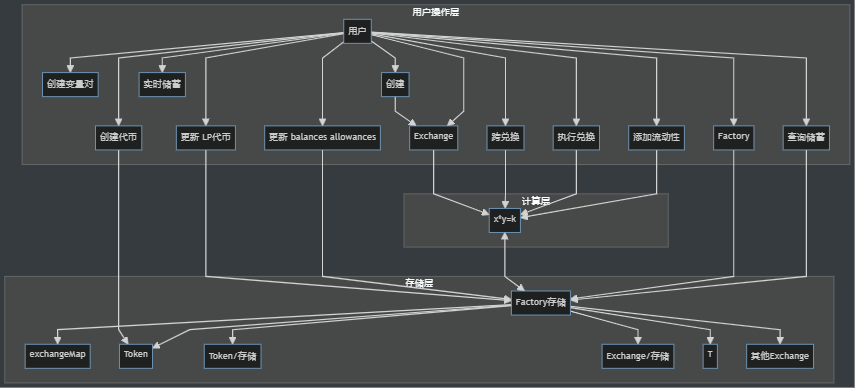 用户操作层
用户
创建变量对
实时储蓄
创建
创建代币
更新 LP代币
更新 balances allowances
Exchange
跨兑换
执行兑换
添加流动性
Factory
查询储蓄
计算层
x*y=k
存储层
Factory存储
exchangeMap
Token
Token/存储
Exchange/存储
T
其他Exchange